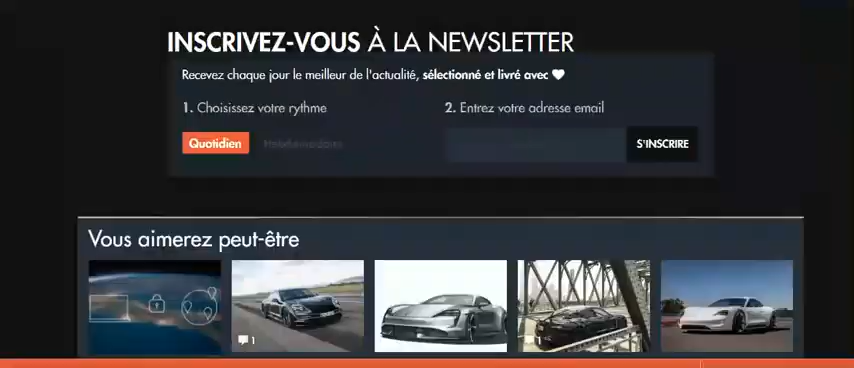 INSCRIVEZ-VOUS À LA NEWSLETTER
Recevez chaque jour le meilleur de l'actualité, sélectionné et livré avec
1. Choisissez votre rythme
2. Entrez votre adresse email
Quotidien
S'INSCRIRE
Vous aimerez peut-être
1